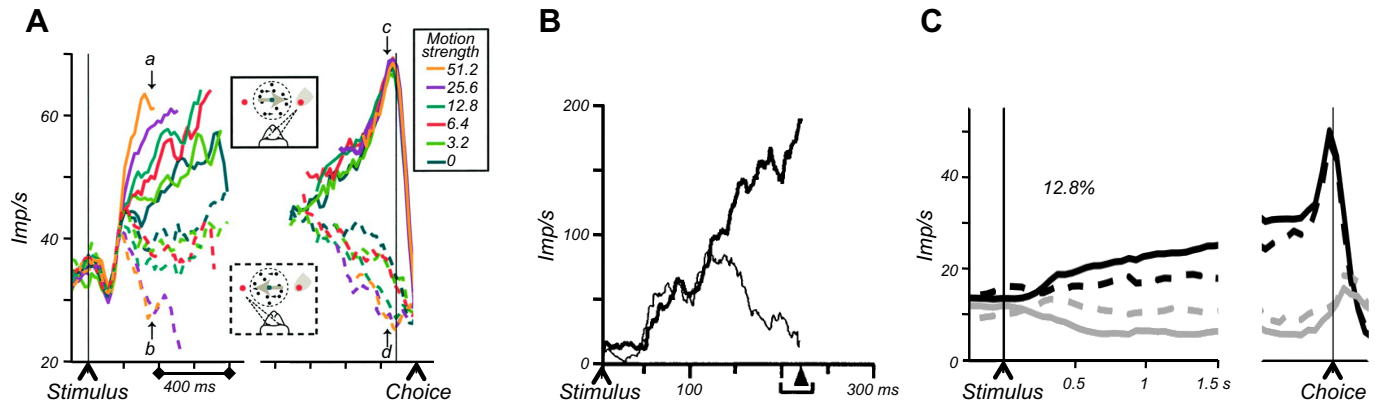 A
B
C
a
c
Motion
strength
51.2
25.6
12.8
6.4
3.2
0
60
40
20
Imp/s
b
d
400 ms
Stimulus
Choice
200
100
0
Imp/s
Stimulus
100
300 ms
40
20
0
Imp/s
12.8%
0.5
1
1.5 s
Stimulus
Choice